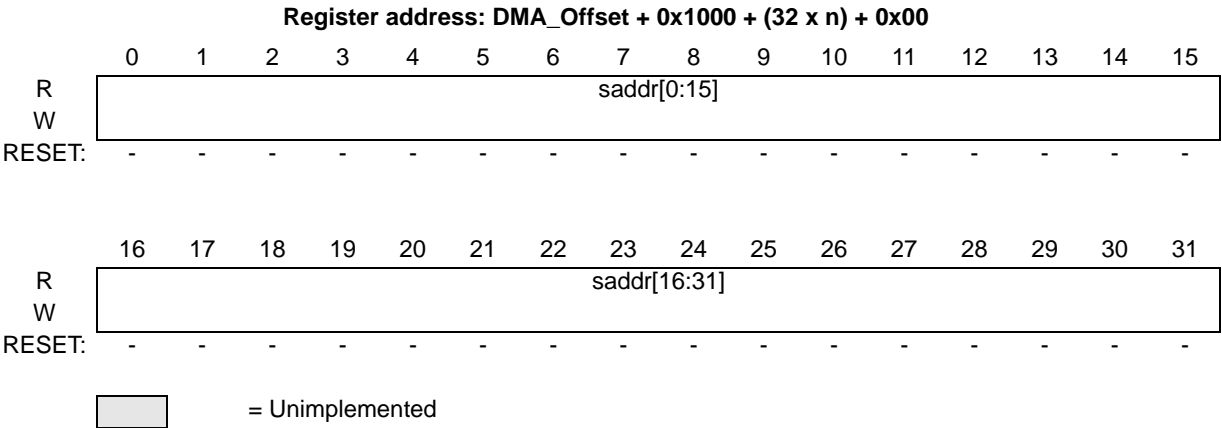 Register address: DMA_Offset + 0x1000 + (32 x n) + 0x00
0 1 2 3 4 5 6 7 8 9 10 11 12 13 14 15
R saddr[0:15]
W
RESET: - - - - - - - - - - - - - - - -
16 17 18 19 20 21 22 23 24 25 26 27 28 29 30 31
R saddr[16:31]
W
RESET: - - - - - - - - - - - - - - - -
= Unimplemented